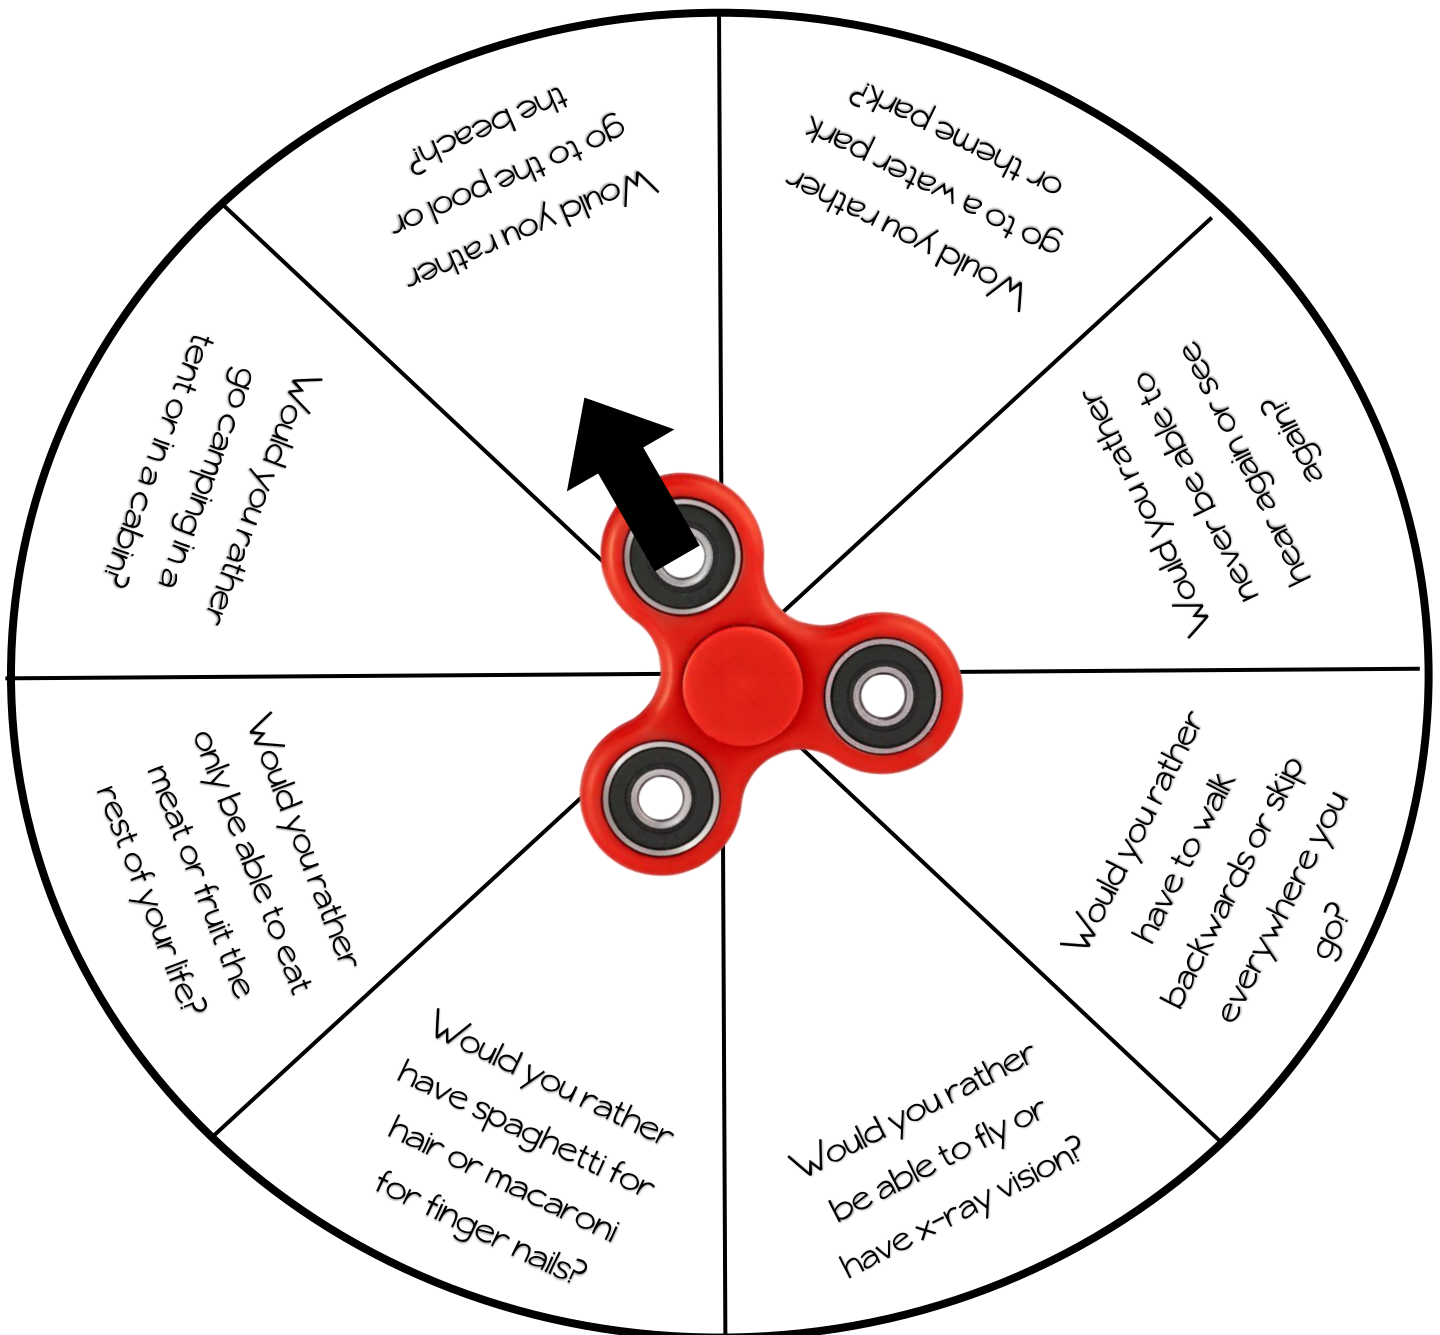 Would you rather
go to a water park
or theme park?
Would you rather
never be able to
hear again or see
again?
Would you rather
have to walk
backwards or skip
everywhere you
go?
Would you rather
be able to fly or
have x-ray vision?
Would you rather
have spaghetti for
hair or macaroni
for finger nails?
Would you rather
only be able to eat
meat or fruit the
rest of your life?
Would you rather
go camping in a
tent or in a cabin?
Would you rather
go to the pool or
the beach?